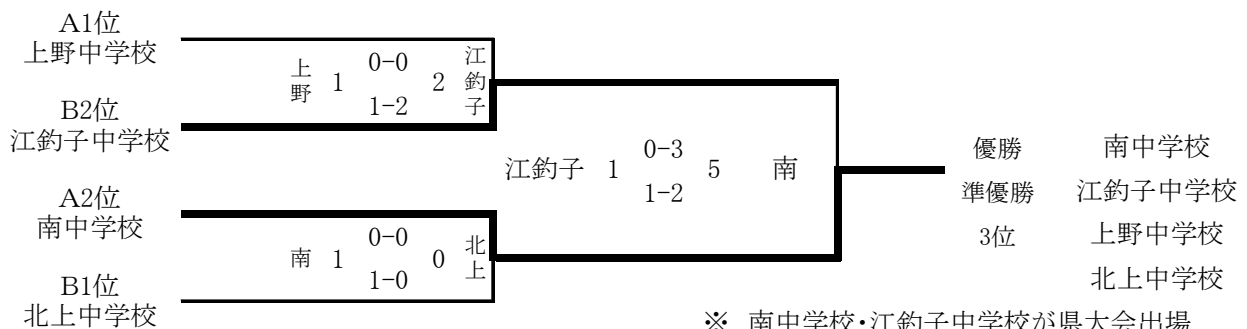 A1位
上野中学校
上野 1 0-0 2 江釣子
1-2
B2位
江釣子中学校
江釣子 1 0-3 5 南
1-2
A2位
南中学校
南 1 0-0 0 北上
1-0
B1位
北上中学校
優勝 南中学校
準優勝 江釣子中学校
3位 上野中学校
北上中学校
※ 南中学校・江釣子中学校が県大会出場